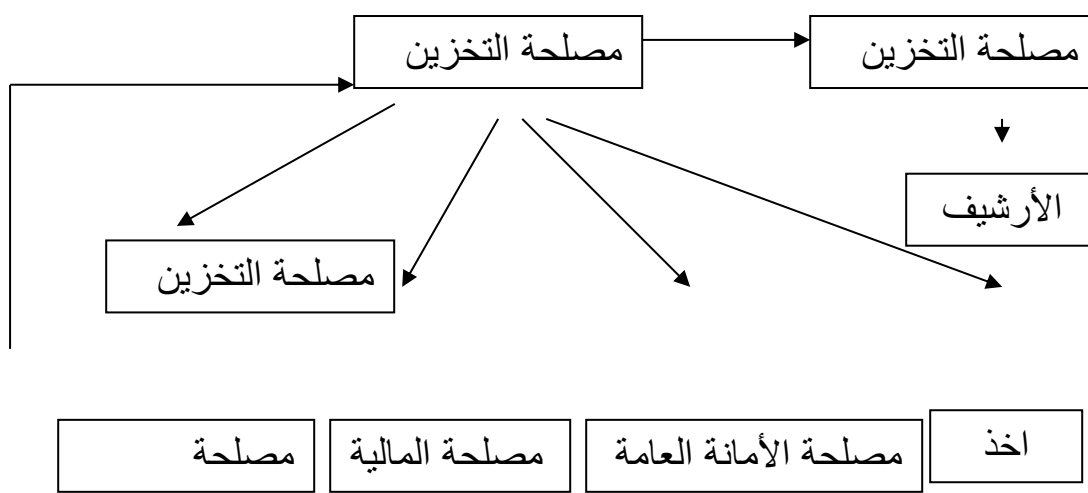 مصلحة التخزين
مصلحة التخزين
الأرشيف
مصلحة التخزين
اخذ
مصلحة الأمانة العامة
مصلحة المالية
مصلحة